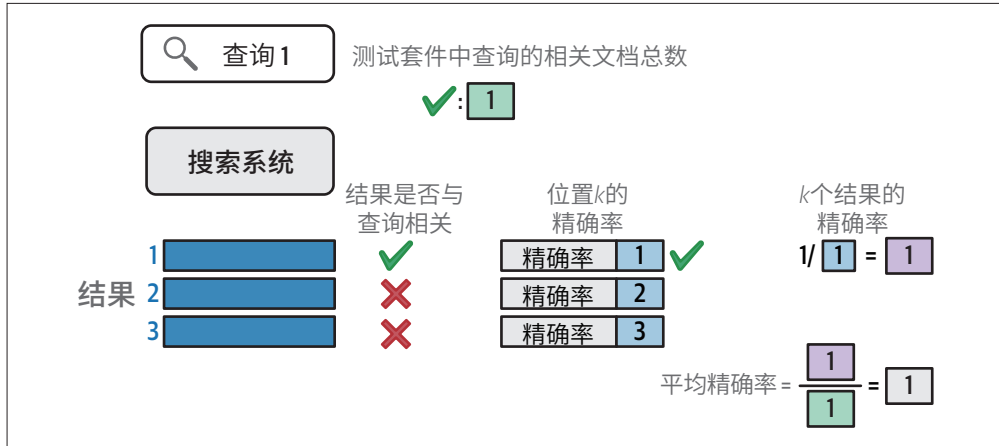 查询1
测试套件中查询的相关文档总数
: 1
搜索系统
结果是否与
查询相关
位置k的
精确率
k个结果的
精确率
结果
1
精确率 1
1/ 1 = 1
2
精确率 2
3
精确率 3
平均精确率 = 1 / 1 = 1